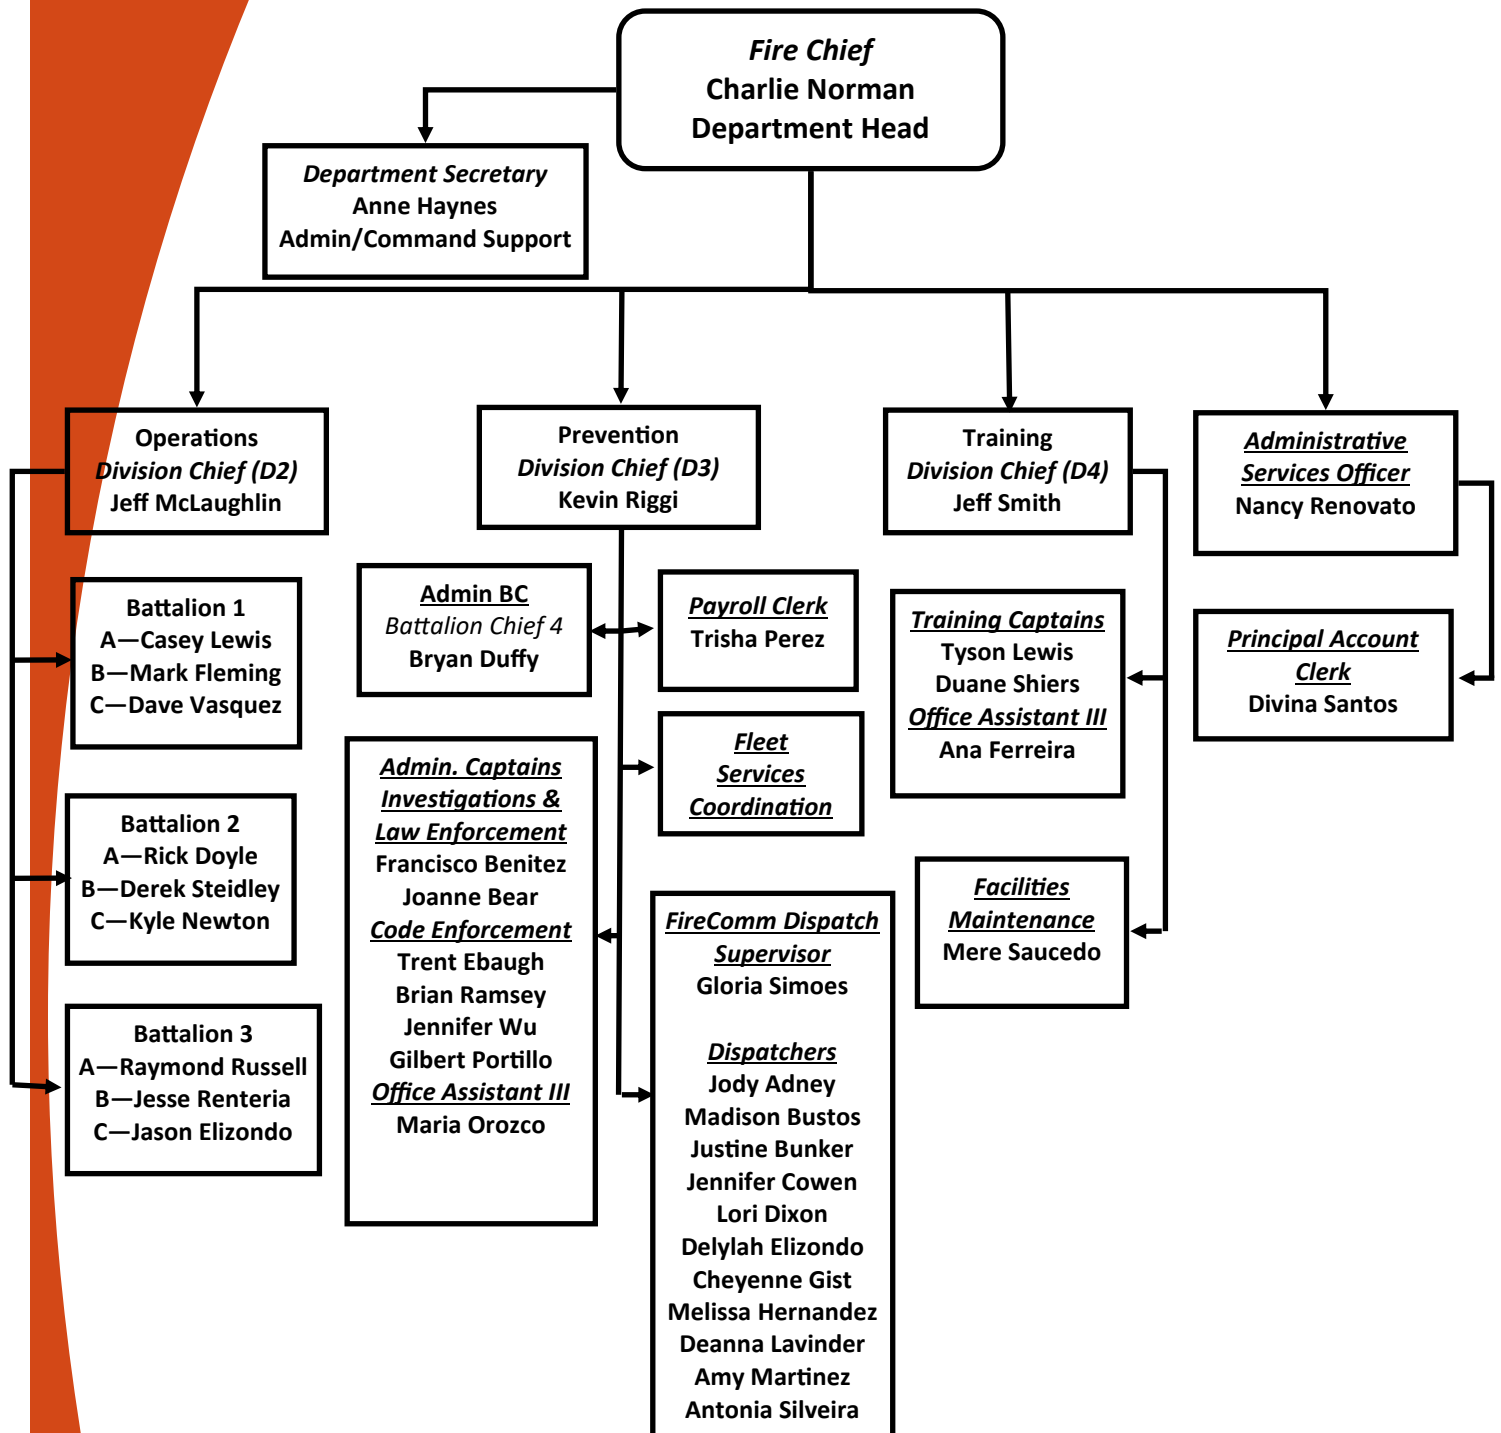 Fire Chief
Charlie Norman
Department Head
Department Secretary
Anne Haynes
Admin/Command Support
Operations
Division Chief (D2)
Jeff McLaughlin
Battalion 1
A—Casey Lewis
B—Mark Fleming
C—Dave Vasquez
Battalion 2
A—Rick Doyle
B—Derek Steidley
C—Kyle Newton
Battalion 3
A—Raymond Russell
B—Jesse Renteria
C—Jason Elizondo
Prevention
Division Chief (D3)
Kevin Riggi
Admin BC
Battalion Chief 4
Bryan Duffy
Admin. Captains
Investigations &
Law Enforcement
Francisco Benitez
Joanne Bear
Code Enforcement
Trent Ebaugh
Brian Ramsey
Jennifer Wu
Gilbert Portillo
Office Assistant III
Maria Orozco
Payroll Clerk
Trisha Perez
Fleet
Services
Coordination
FireComm Dispatch
Supervisor
Gloria Simoes
Dispatchers
Jody Adney
Madison Bustos
Justine Bunker
Jennifer Cowen
Lori Dixon
Delylah Elizondo
Cheyenne Gist
Melissa Hernandez
Deanna Lavinder
Amy Martinez
Antonia Silveira
Training
Division Chief (D4)
Jeff Smith
Training Captains
Tyson Lewis
Duane Shiers
Office Assistant III
Ana Ferreira
Facilities
Maintenance
Mere Saucedo
Administrative
Services Officer
Nancy Renovato
Principal Account
Clerk
Divina Santos